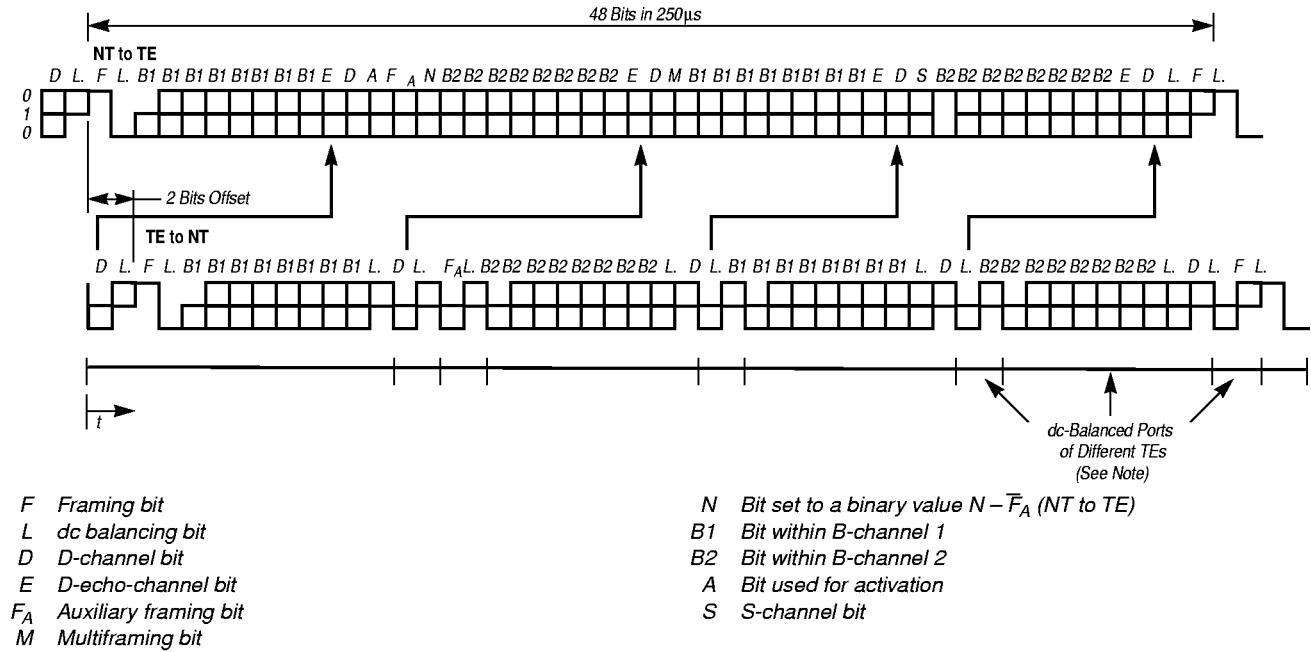 48 Bits in 250µs
NT to TE
D L. F L. B1 B1 B1 B1 B1 B1 B1 B1 E D A F A N B2 B2 B2 B2 B2 B2 B2 B2 E D M B1 B1 B1 B1 B1 B1 B1 B1 E D S B2 B2 B2 B2 B2 B2 B2 B2 E D L. F L.
0
1
0
2 Bits Offset
TE to NT
D L. F L. B1 B1 B1 B1 B1 B1 B1 B1 L. D L. FA L. B2 B2 B2 B2 B2 B2 B2 B2 L. D L. B1 B1 B1 B1 B1 B1 B1 B1 L. D L. B2 B2 B2 B2 B2 B2 B2 B2 L. D L. F L.
t
dc-Balanced Ports
of Different TEs
(See Note)
F Framing bit
L dc balancing bit
D D-channel bit
E D-echo-channel bit
FA Auxiliary framing bit
M Multiframing bit
N Bit set to a binary value N – F̅A (NT to TE)
B1 Bit within B-channel 1
B2 Bit within B-channel 2
A Bit used for activation
S S-channel bit